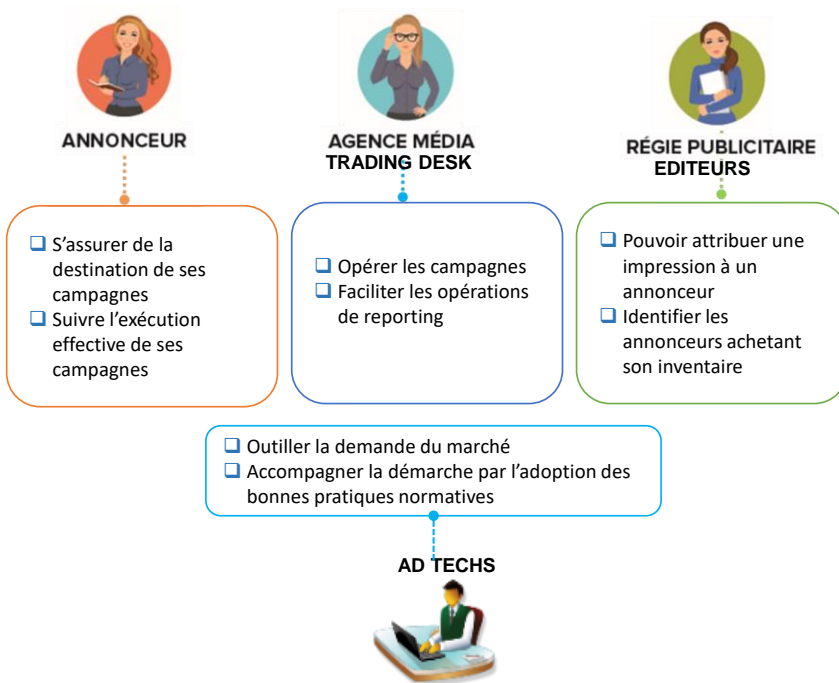 ANNONCEUR
❑ S’assurer de la
destination de ses
campagnes
❑ Suivre l’exécution
effective de ses
campagnes
AGENCE MÉDIA
TRADING DESK
❑ Opérer les campagnes
❑ Faciliter les opérations
de reporting
RÉGIE PUBLICITAIRE
EDITEURS
❑ Pouvoir attribuer une
impression à un
annonceur
❑ Identifier les
annonceurs achetant
son inventaire
❑ Outiller la demande du marché
❑ Accompagner la démarche par l’adoption des
bonnes pratiques normatives
AD TECHS